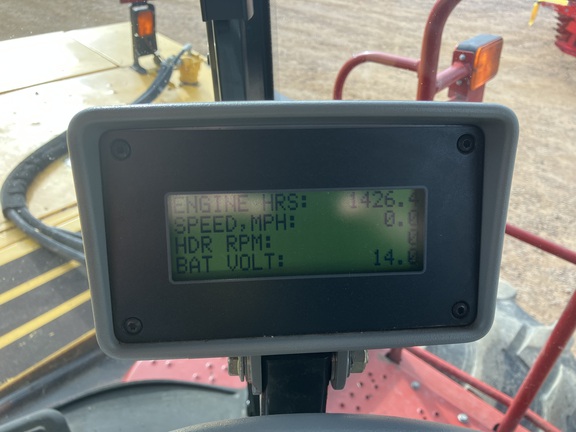 ENGINE HRS: 1426.4
SPEED,MPH: 0.0
HDR RPM: 0
BAT VOLT: 14.0